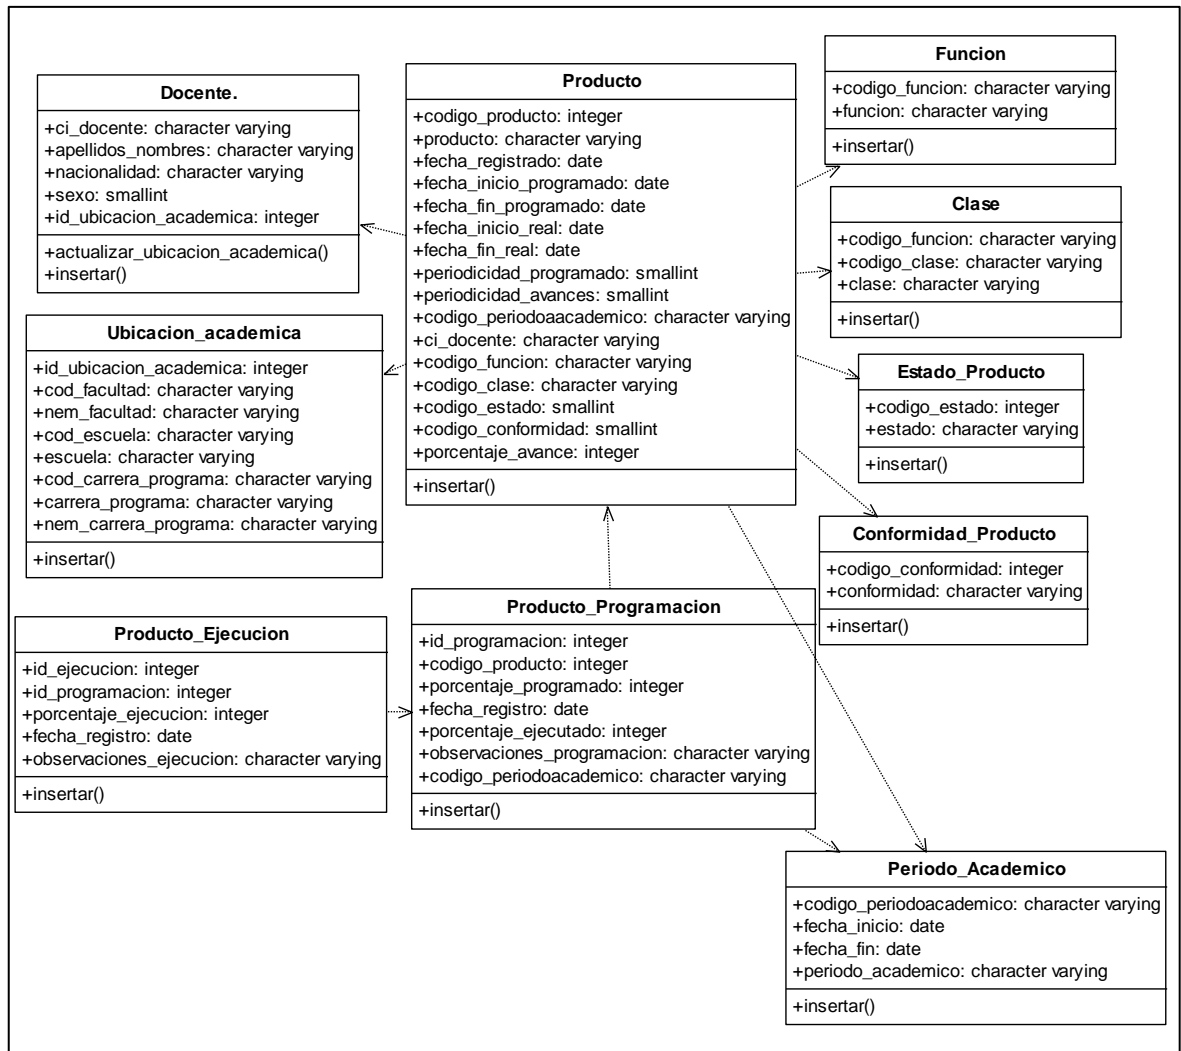 Docente.
+ci_docente: character varying
+apellidos_nombres: character varying
+nacionalidad: character varying
+sexo: smallint
+id_ubicacion_academica: integer
+actualizar_ubicacion_academica()
+insertar()
Producto
+codigo_producto: integer
+producto: character varying
+fecha_registrado: date
+fecha_inicio_programado: date
+fecha_fin_programado: date
+fecha_inicio_real: date
+fecha_fin_real: date
+periodicidad_programado: smallint
+periodicidad_avances: smallint
+codigo_periodoaacademico: character varying
+ci_docente: character varying
+codigo_funcion: character varying
+codigo_clase: character varying
+codigo_estado: smallint
+codigo_conformidad: smallint
+porcentaje_avance: integer
+insertar()
Funcion
+codigo_funcion: character varying
+funcion: character varying
+insertar()
Clase
+codigo_funcion: character varying
+codigo_clase: character varying
+clase: character varying
+insertar()
Ubicacion_academica
+id_ubicacion_academica: integer
+cod_facultad: character varying
+nem_facultad: character varying
+cod_escuela: character varying
+escuela: character varying
+cod_carrera_programa: character varying
+carrera_programa: character varying
+nem_carrera_programa: character varying
+insertar()
Estado_Producto
+codigo_estado: integer
+estado: character varying
+insertar()
Conformidad_Producto
+codigo_conformidad: integer
+conformidad: character varying
+insertar()
Producto_Ejecucion
+id_ejecucion: integer
+id_programacion: integer
+porcentaje_ejecucion: integer
+fecha_registro: date
+observaciones_ejecucion: character varying
+insertar()
Producto_Programacion
+id_programacion: integer
+codigo_producto: integer
+porcentaje_programado: integer
+fecha_registro: date
+porcentaje_ejecutado: integer
+observaciones_programacion: character varying
+codigo_periodoacademico: character varying
+insertar()
Periodo_Academico
+codigo_periodoacademico: character varying
+fecha_inicio: date
+fecha_fin: date
+periodo_academico: character varying
+insertar()